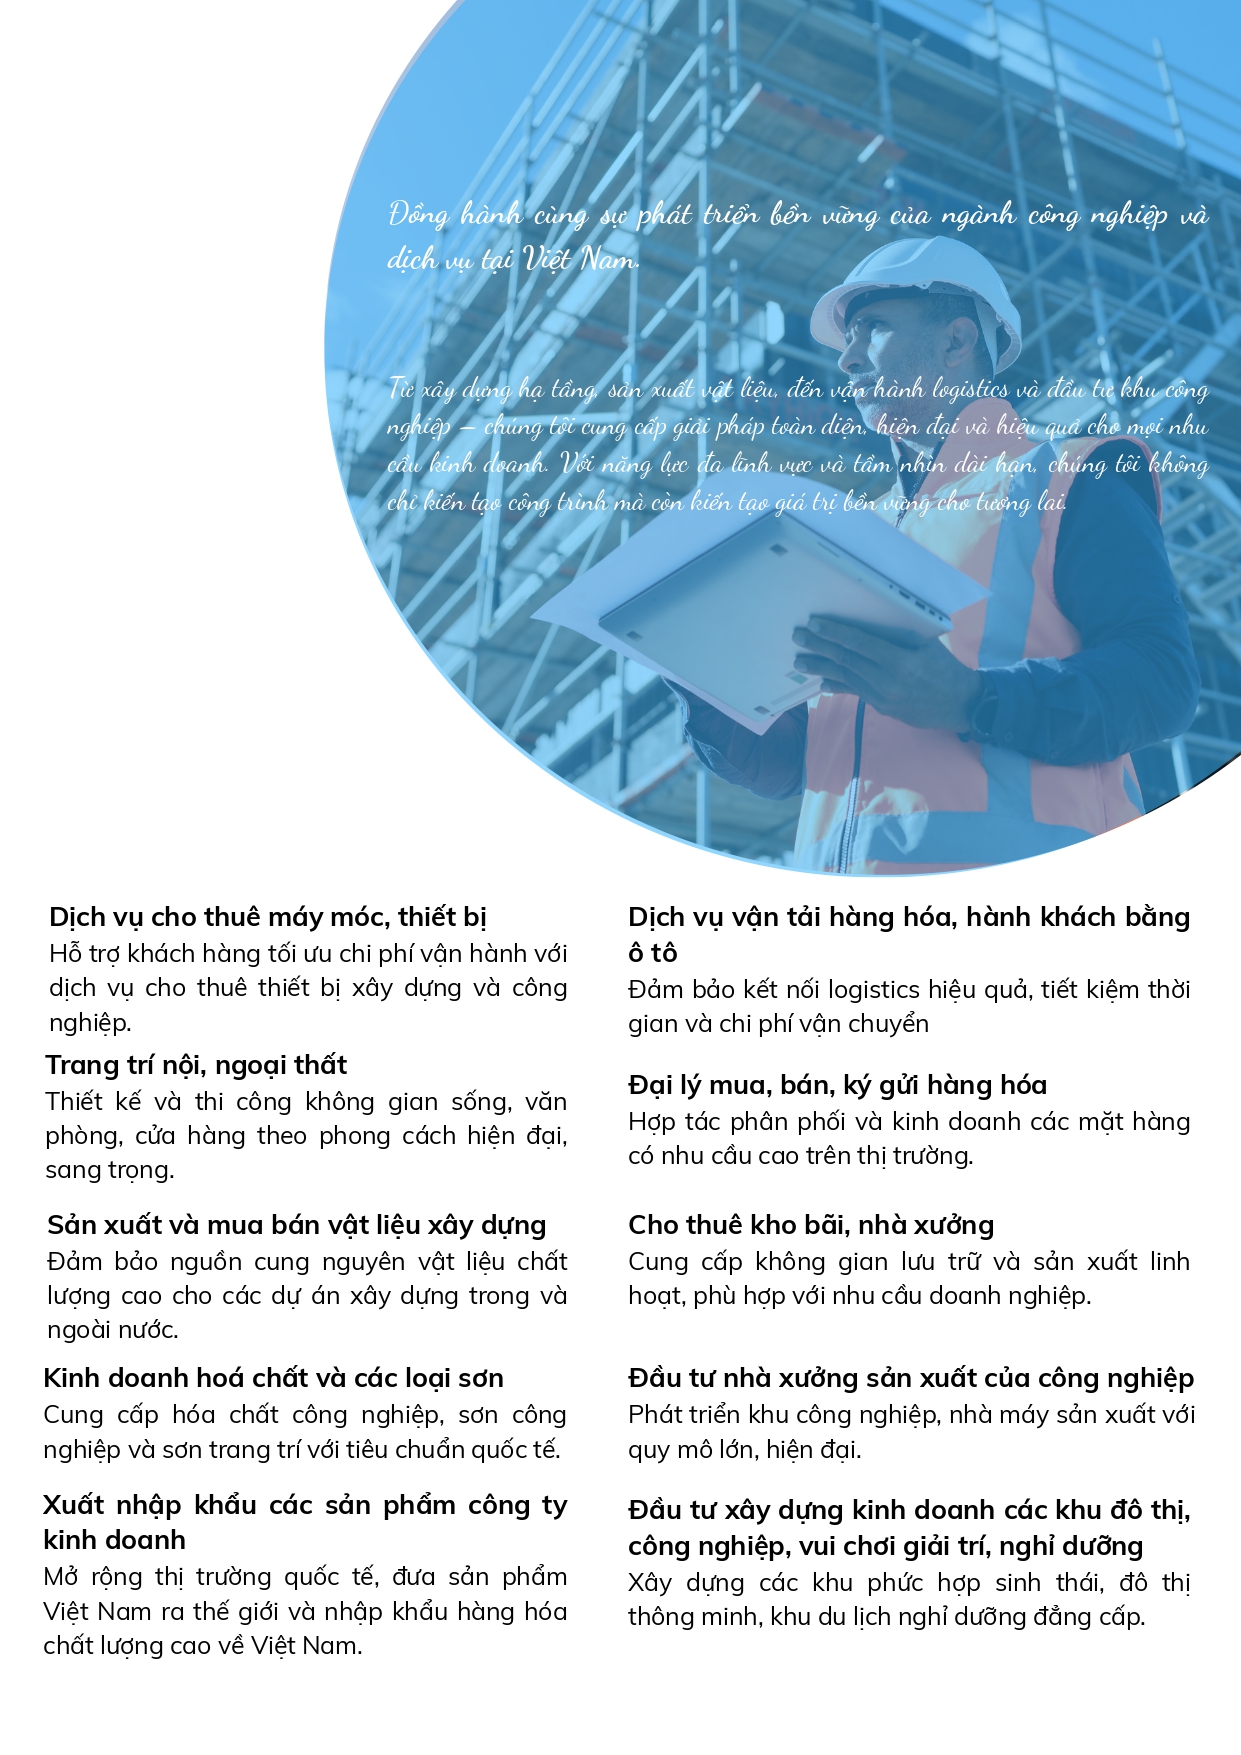 Đồng hành cùng sự phát triển bền vững của ngành công nghiệp và
dịch vụ tại Việt Nam.
Từ xây dựng hạ tầng, sản xuất vật liệu, đến vận hành logistics và đầu tư khu công
nghiệp – chúng tôi cung cấp giải pháp toàn diện, hiện đại và hiệu quả cho mọi nhu
cầu kinh doanh. Với năng lực đa lĩnh vực và tầm nhìn dài hạn, chúng tôi không
chỉ kiến tạo công trình mà còn kiến tạo giá trị bền vững cho tương lai.
Dịch vụ cho thuê máy móc, thiết bị
Hỗ trợ khách hàng tối ưu chi phí vận hành với
dịch vụ cho thuê thiết bị xây dựng và công
nghiệp.
Trang trí nội, ngoại thất
Thiết kế và thi công không gian sống, văn
phòng, cửa hàng theo phong cách hiện đại,
sang trọng.
Sản xuất và mua bán vật liệu xây dựng
Đảm bảo nguồn cung nguyên vật liệu chất
lượng cao cho các dự án xây dựng trong và
ngoài nước.
Kinh doanh hoá chất và các loại sơn
Cung cấp hóa chất công nghiệp, sơn công
nghiệp và sơn trang trí với tiêu chuẩn quốc tế.
Xuất nhập khẩu các sản phẩm công ty
kinh doanh
Mở rộng thị trường quốc tế, đưa sản phẩm
Việt Nam ra thế giới và nhập khẩu hàng hóa
chất lượng cao về Việt Nam.
Dịch vụ vận tải hàng hóa, hành khách bằng
ô tô
Đảm bảo kết nối logistics hiệu quả, tiết kiệm thời
gian và chi phí vận chuyển
Đại lý mua, bán, ký gửi hàng hóa
Hợp tác phân phối và kinh doanh các mặt hàng
có nhu cầu cao trên thị trường.
Cho thuê kho bãi, nhà xưởng
Cung cấp không gian lưu trữ và sản xuất linh
hoạt, phù hợp với nhu cầu doanh nghiệp.
Đầu tư nhà xưởng sản xuất của công nghiệp
Phát triển khu công nghiệp, nhà máy sản xuất với
quy mô lớn, hiện đại.
Đầu tư xây dựng kinh doanh các khu đô thị,
công nghiệp, vui chơi giải trí, nghỉ dưỡng
Xây dựng các khu phức hợp sinh thái, đô thị
thông minh, khu du lịch nghỉ dưỡng đẳng cấp.